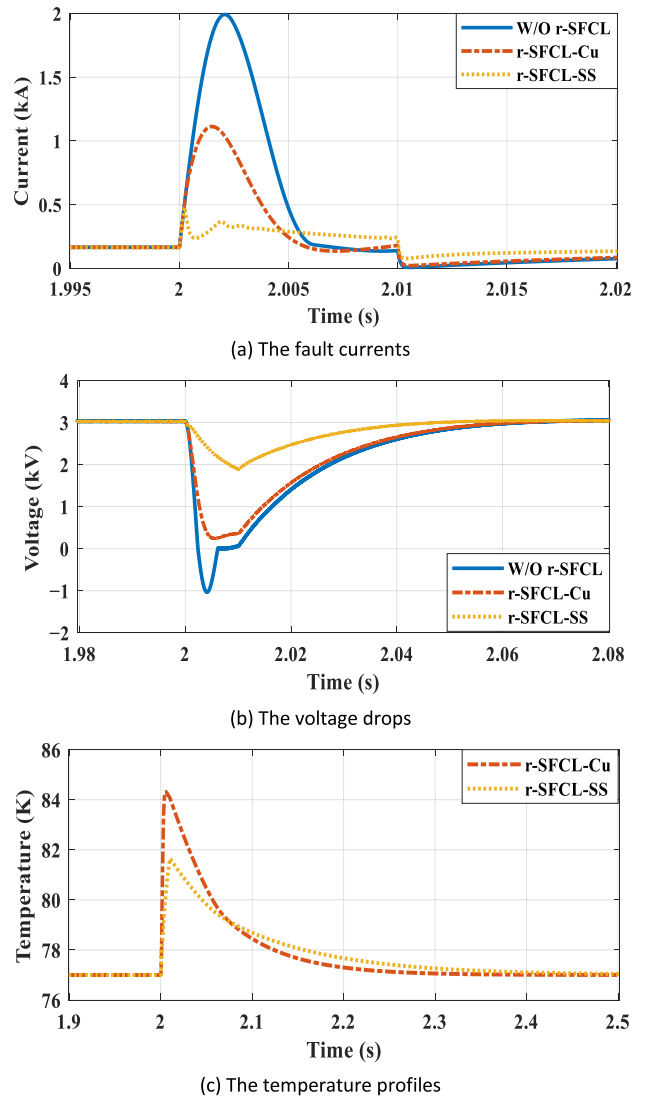 Current (kA)
2
1.5
1
0.5
0
W/O r-SFCL
r-SFCL-Cu
r-SFCL-SS
1.995 2 2.005 2.01 2.015 2.02
Time (s)
(a) The fault currents
Voltage (kV)
4
3
2
1
0
−1
−2
W/O r-SFCL
r-SFCL-Cu
r-SFCL-SS
1.98 2 2.02 2.04 2.06 2.08
Time (s)
(b) The voltage drops
Temperature (K)
86
84
82
80
78
76
r-SFCL-Cu
r-SFCL-SS
1.9 2 2.1 2.2 2.3 2.4 2.5
Time (s)
(c) The temperature profiles